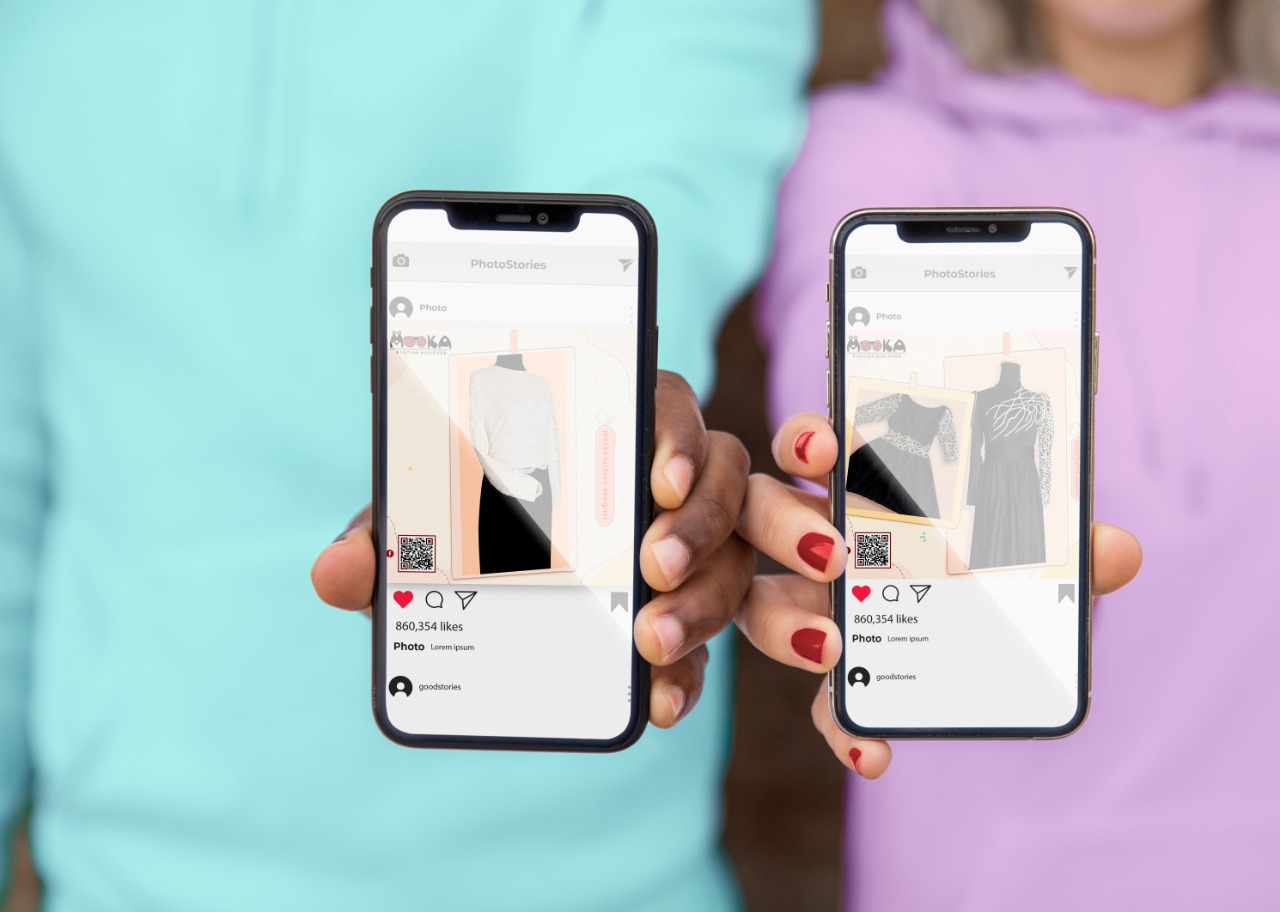 PhotoStories
Photo
MOOKA
FASHION DESIGNER
mooka fashion designer
860,354 likes
Photo Lorem ipsum
goodstories
PhotoStories
Photo
MOOKA
FASHION DESIGNER
860,354 likes
Photo Lorem ipsum
goodstories